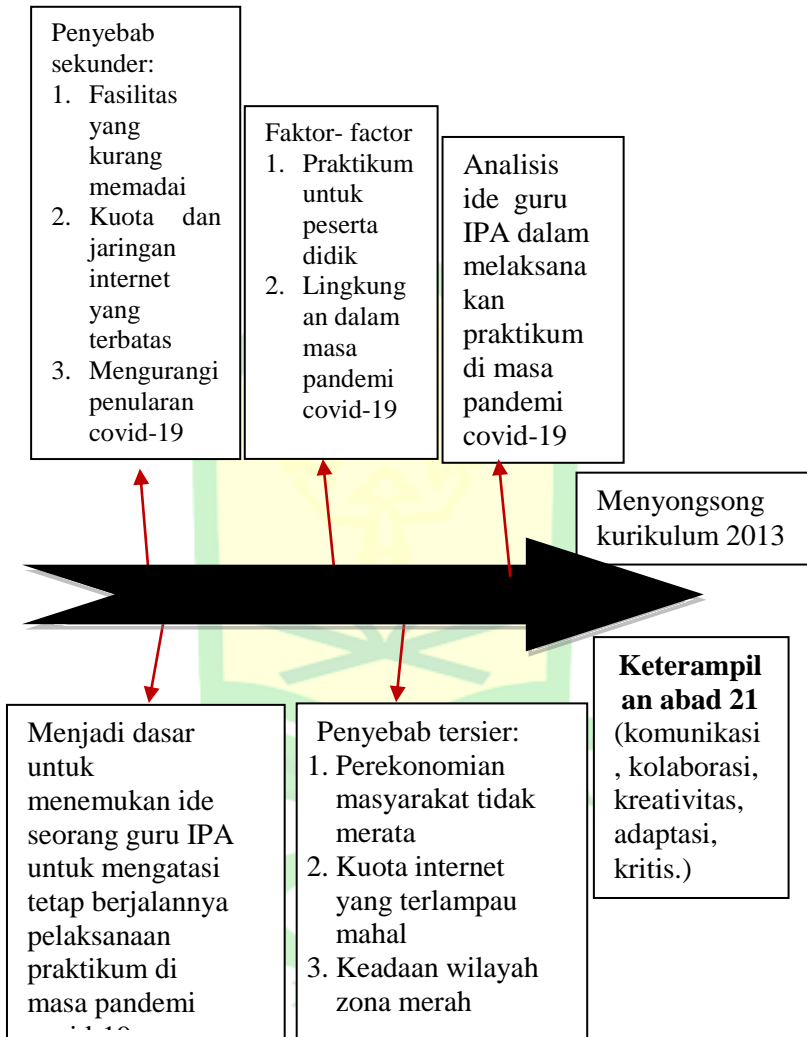 Penyebab
sekunder:
1. Fasilitas
yang
kurang
memadai
2. Kuota dan
jaringan
internet
yang
terbatas
3. Mengurangi
penularan
covid-19
Faktor- factor
1. Praktikum
untuk
peserta
didik
2. Lingkung
an dalam
masa
pandemi
covid-19
Analisis
ide guru
IPA dalam
melaksana
kan
praktikum
di masa
pandemi
covid-19
Menyongsong
kurikulum 2013
Keterampil
an abad 21
(komunikasi
, kolaborasi,
kreativitas,
adaptasi,
kritis.)
Menjadi dasar
untuk
menemukan ide
seorang guru IPA
untuk mengatasi
tetap berjalannya
pelaksanaan
praktikum di
masa pandemi
Penyebab tersier:
1. Perekonomian
masyarakat tidak
merata
2. Kuota internet
yang terlampau
mahal
3. Keadaan wilayah
zona merah